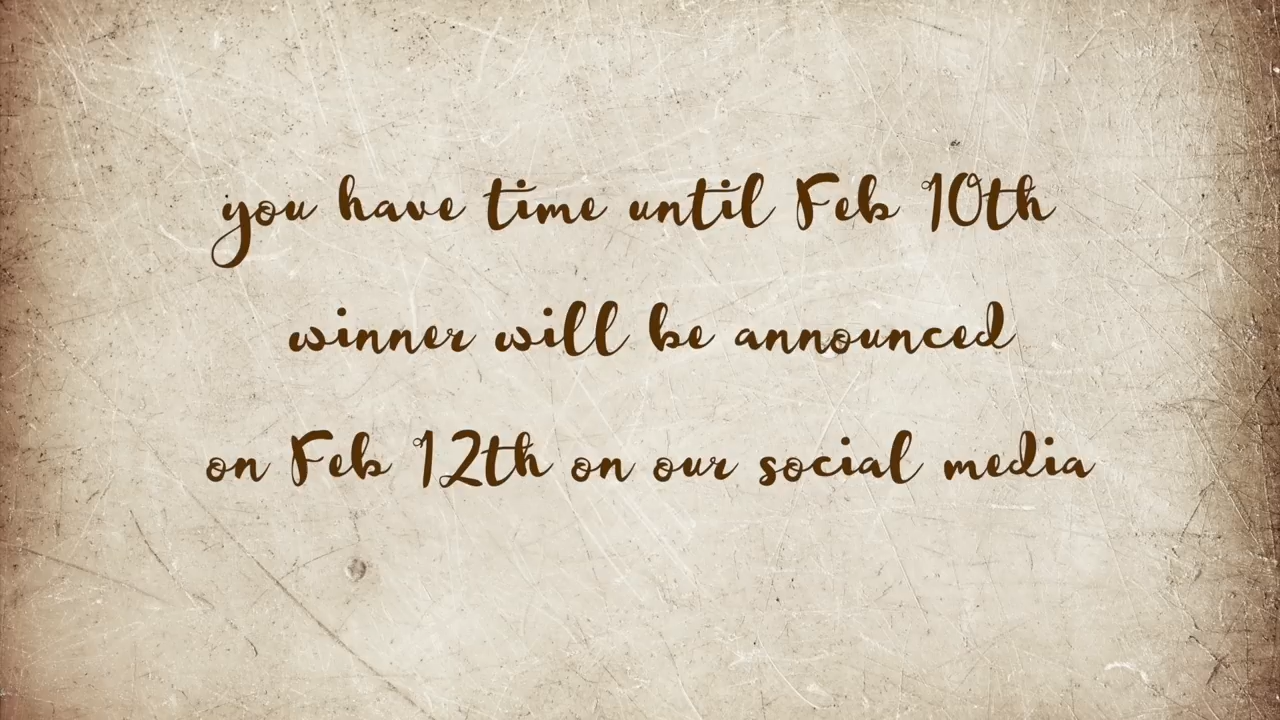 you have time until Feb 10th
winner will be announced
on Feb 12th on our social media